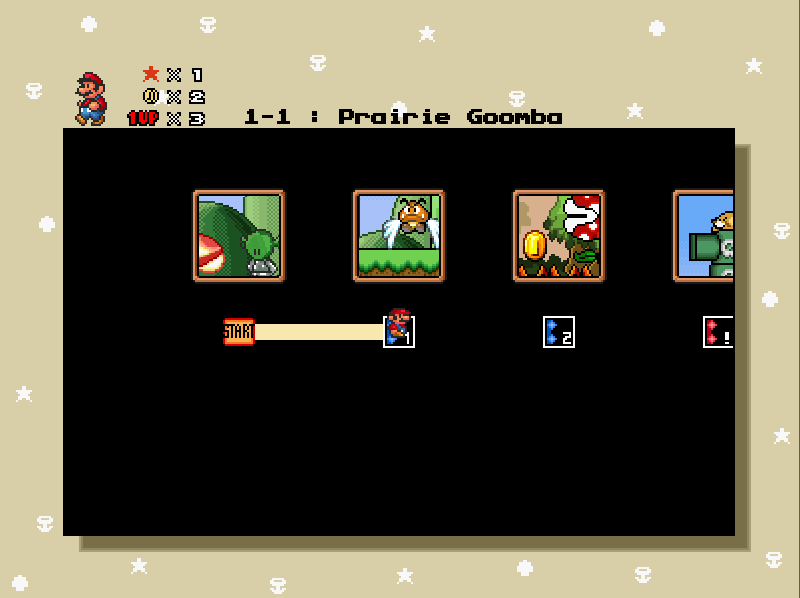 ★ X 1
X 2
1UP X 3
1-1 : Prairie Goomba
START
1
2
!